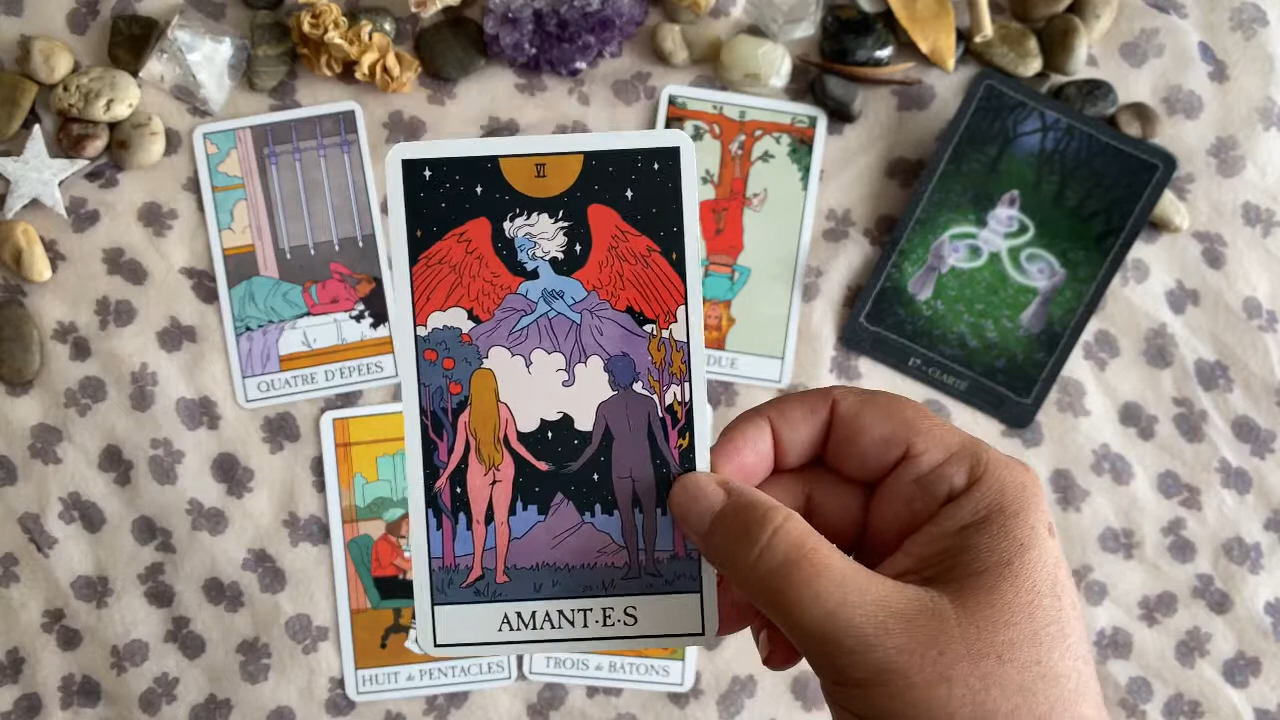 VI
QUATRE D'ÉPÉES
DUE
17 - CLARTÉ
AMANT·E·S
HUIT de PENTACLES
TROIS de BÂTONS